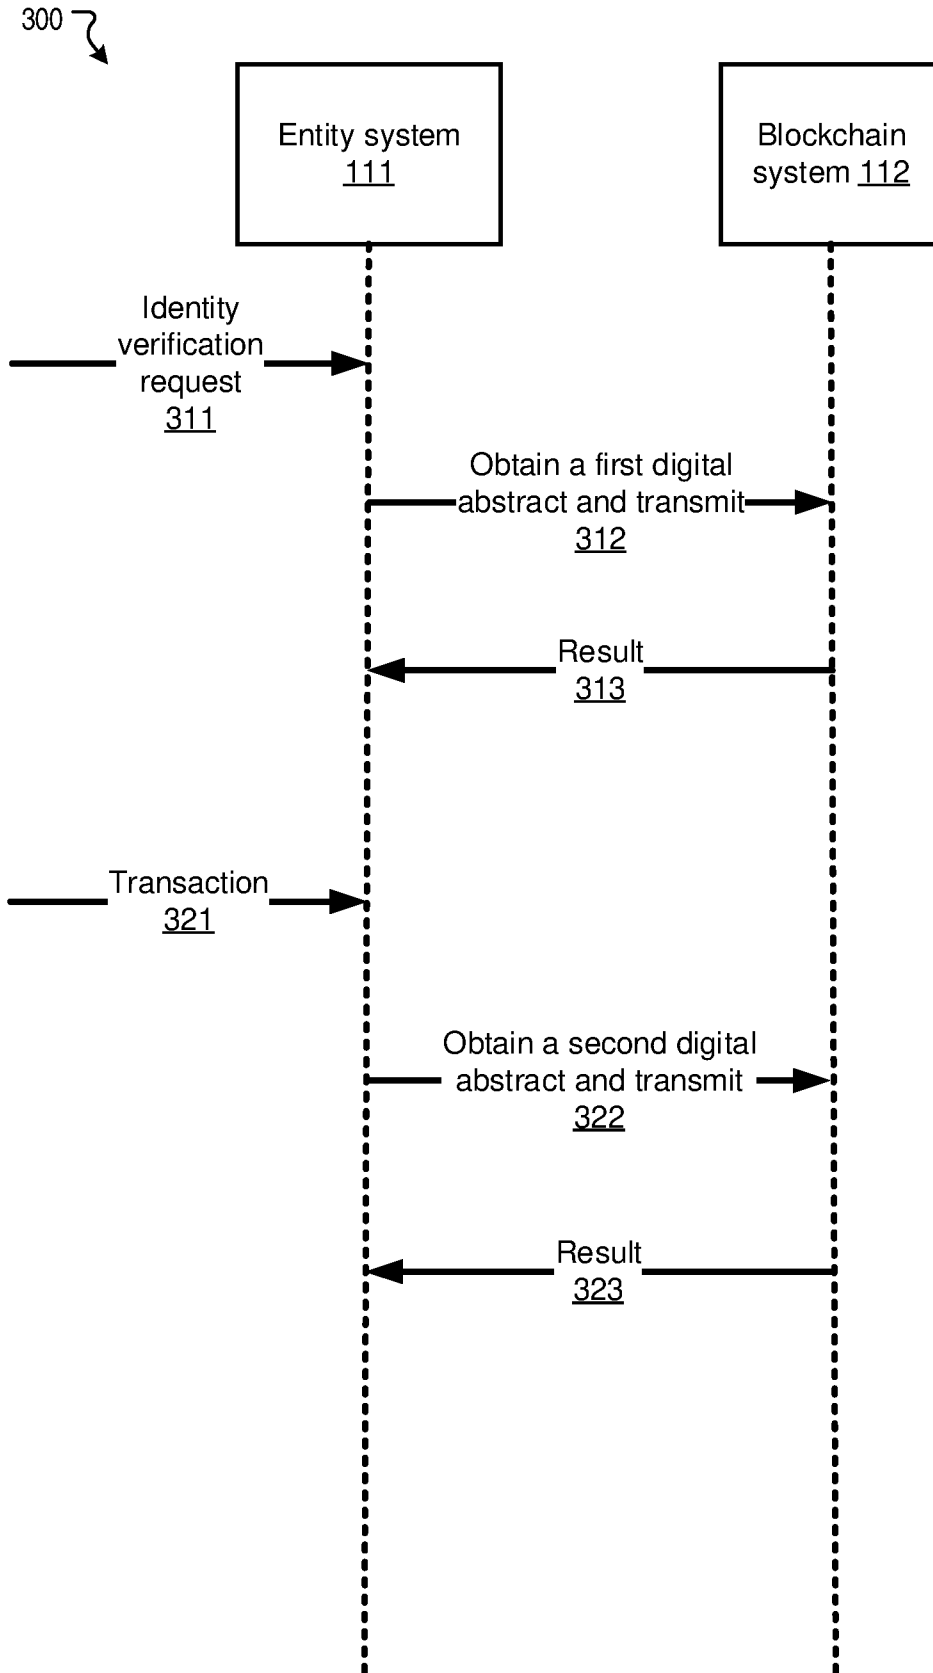 300
Entity system
111
Blockchain
system 112
Identity
verification
request
311
Obtain a first digital
abstract and transmit
312
Result
313
Transaction
321
Obtain a second digital
abstract and transmit
322
Result
323